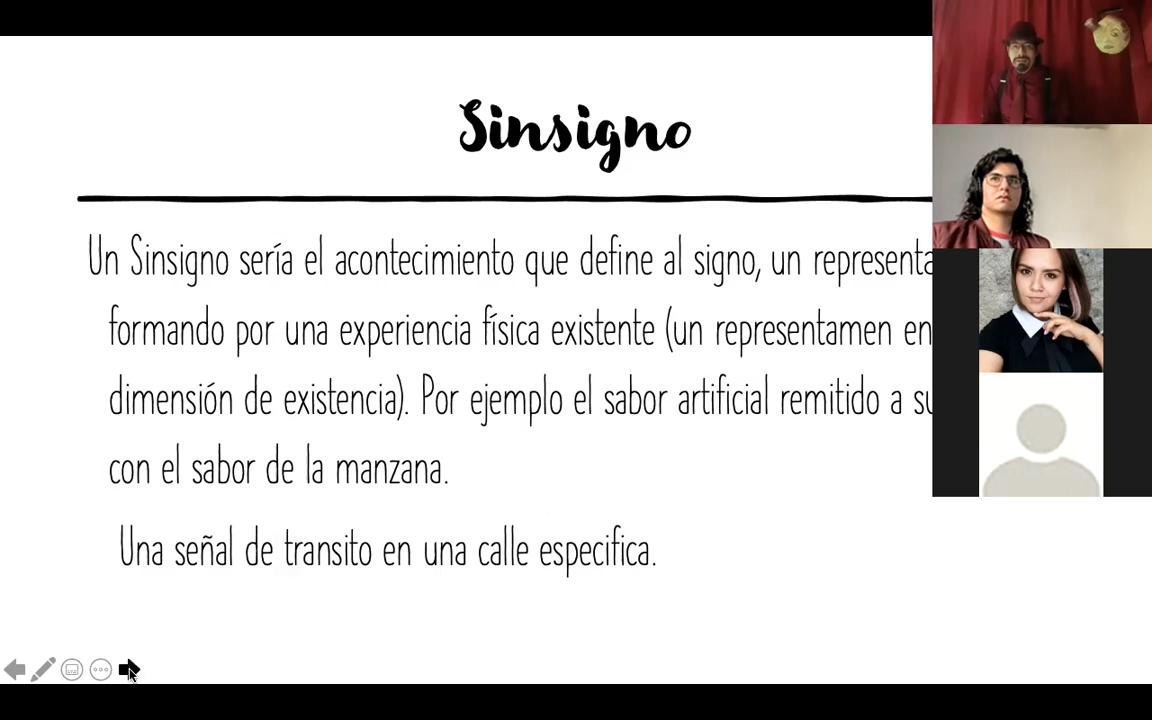 Sinsigno
Un Sinsigno sería el acontecimiento que define al signo, un representa
formando por una experiencia física existente (un representamen en
dimensión de existencia). Por ejemplo el sabor artificial remitido a su
con el sabor de la manzana.
Una señal de transito en una calle especifica.